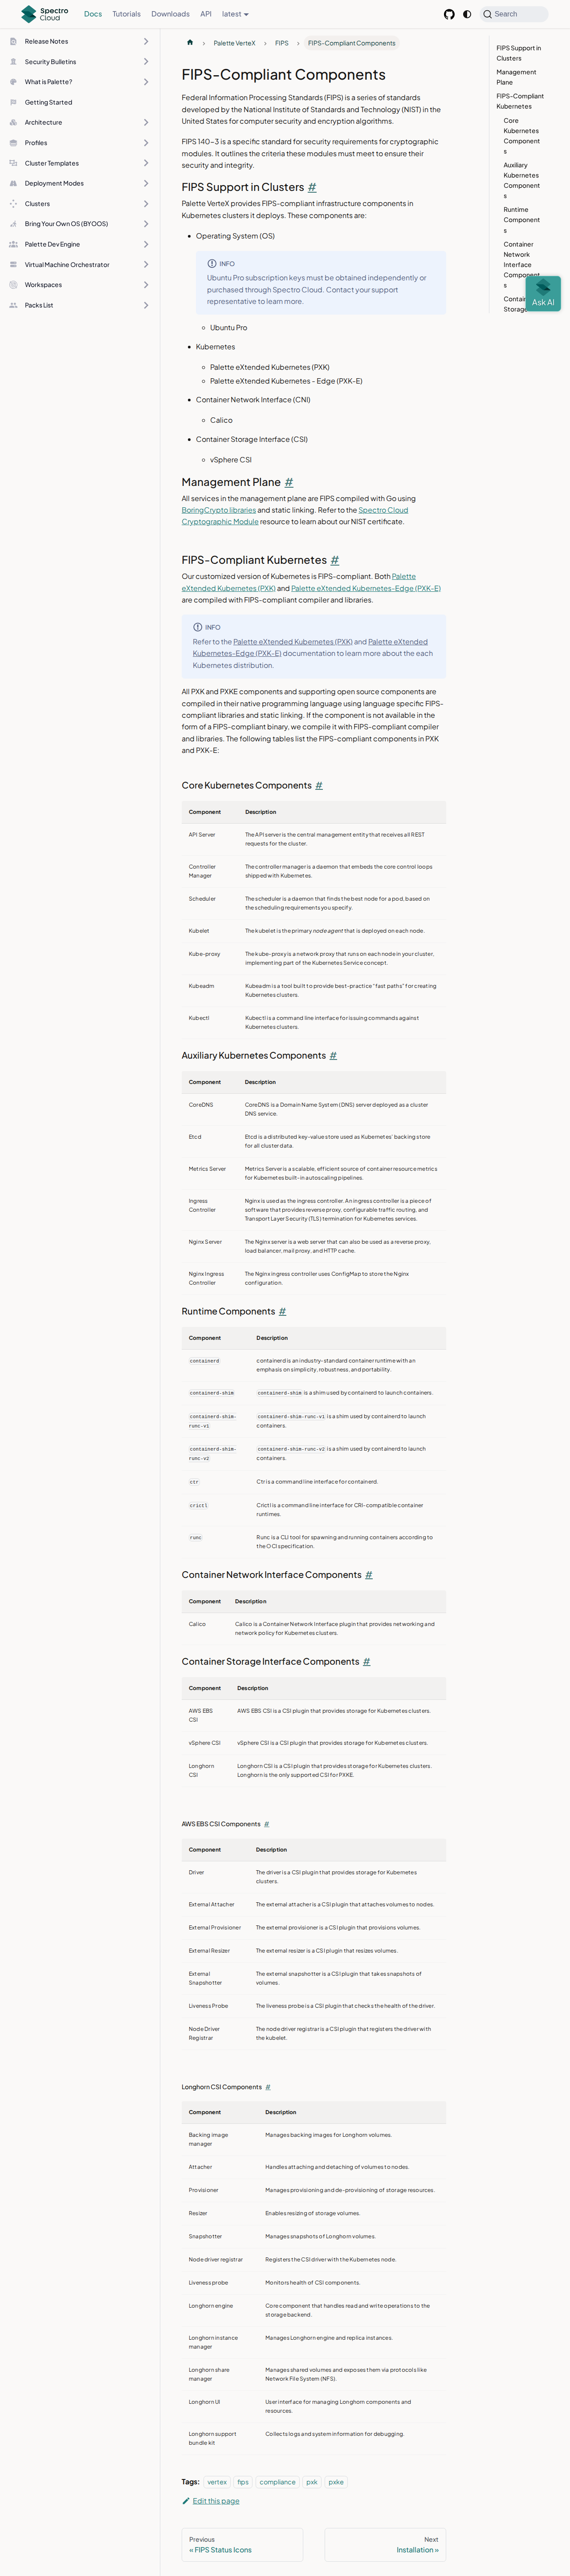 Spectro Cloud
Docs
Tutorials
Downloads
API
latest
Search
Release Notes
Security Bulletins
What is Palette?
Getting Started
Architecture
Profiles
Cluster Templates
Deployment Modes
Clusters
Bring Your Own OS (BYOOS)
Palette Dev Engine
Virtual Machine Orchestrator
Workspaces
Packs List
Palette VerteX
FIPS
FIPS-Compliant Components
FIPS-Compliant Components
Federal Information Processing Standards (FIPS) is a series of standards
developed by the National Institute of Standards and Technology (NIST) in the
United States for computer security and encryption algorithms.
FIPS 140-3 is a specific standard for security requirements for cryptographic
modules. It outlines the criteria these modules must meet to ensure their
security and integrity.
FIPS Support in Clusters #
Palette VerteX provides FIPS-compliant infrastructure components in
Kubernetes clusters it deploys. These components are:
Operating System (OS)
INFO
Ubuntu Pro subscription keys must be obtained independently or
purchased through Spectro Cloud. Contact your support
representative to learn more.
Ubuntu Pro
Kubernetes
Palette eXtended Kubernetes (PXK)
Palette eXtended Kubernetes - Edge (PXK-E)
Container Network Interface (CNI)
Calico
Container Storage Interface (CSI)
vSphere CSI
Management Plane #
All services in the management plane are FIPS compiled with Go using
BoringCrypto libraries and static linking. Refer to the Spectro Cloud
Cryptographic Module resource to learn about our NIST certificate.
FIPS-Compliant Kubernetes #
Our customized version of Kubernetes is FIPS-compliant. Both Palette
eXtended Kubernetes (PXK) and Palette eXtended Kubernetes-Edge (PXK-E)
are compiled with FIPS-compliant compiler and libraries.
INFO
Refer to the Palette eXtended Kubernetes (PXK) and Palette eXtended
Kubernetes-Edge (PXK-E) documentation to learn more about the each
Kubernetes distribution.
All PXK and PXKE components and supporting open source components are
compiled in their native programming language using language specific FIPS-
compliant libraries and static linking. If the component is not available in the
form of a FIPS-compliant binary, we compile it with FIPS-compliant compiler
and libraries. The following tables list the FIPS-compliant components in PXK
and PXK-E:
Core Kubernetes Components #
Component Description
API Server The API server is the central management entity that receives all REST
requests for the cluster.
Controller The controller manager is a daemon that embeds the core control loops
Manager shipped with Kubernetes.
Scheduler The scheduler is a daemon that finds the best node for a pod, based on
the scheduling requirements you specify.
Kubelet The kubelet is the primary node agent that is deployed on each node.
Kube-proxy The kube-proxy is a network proxy that runs on each node in your cluster,
implementing part of the Kubernetes Service concept.
Kubeadm Kubeadm is a tool built to provide best-practice "fast paths" for creating
Kubernetes clusters.
Kubectl Kubectl is a command line interface for issuing commands against
Kubernetes clusters.
Auxiliary Kubernetes Components #
Component Description
CoreDNS CoreDNS is a Domain Name System (DNS) server deployed as a cluster
DNS service.
Etcd Etcd is a distributed key-value store used as Kubernetes' backing store
for all cluster data.
Metrics Server Metrics Server is a scalable, efficient source of container resource metrics
for Kubernetes built-in autoscaling pipelines.
Ingress Nginx is used as the ingress controller. An ingress controller is a piece of
Controller software that provides reverse proxy, configurable traffic routing, and
Transport Layer Security (TLS) termination for Kubernetes services.
Nginx Server The Nginx server is a web server that can also be used as a reverse proxy,
load balancer, mail proxy, and HTTP cache.
Nginx Ingress The Nginx ingress controller uses ConfigMap to store the Nginx
Controller configuration.
Runtime Components #
Component Description
containerd containerd is an industry-standard container runtime with an
emphasis on simplicity, robustness, and portability.
containerd-shim containerd-shim is a shim used by containerd to launch containers.
containerd-shim- containerd-shim-runc-v1 is a shim used by containerd to launch
runc-v1 containers.
containerd-shim- containerd-shim-runc-v2 is a shim used by containerd to launch
runc-v2 containers.
ctr Ctr is a command line interface for containerd.
crictl Crictl is a command line interface for CRI-compatible container
runtimes.
runc Runc is a CLI tool for spawning and running containers according to
the OCI specification.
Container Network Interface Components #
Component Description
Calico Calico is a Container Network Interface plugin that provides networking and
network policy for Kubernetes clusters.
Container Storage Interface Components #
Component Description
AWS EBS AWS EBS CSI is a CSI plugin that provides storage for Kubernetes clusters.
CSI
vSphere CSI vSphere CSI is a CSI plugin that provides storage for Kubernetes clusters.
Longhorn Longhorn CSI is a CSI plugin that provides storage for Kubernetes clusters.
CSI Longhorn is the only supported CSI for PXKE.
AWS EBS CSI Components #
Component Description
Driver The driver is a CSI plugin that provides storage for Kubernetes
clusters.
External Attacher The external attacher is a CSI plugin that attaches volumes to nodes.
External Provisioner The external provisioner is a CSI plugin that provisions volumes.
External Resizer The external resizer is a CSI plugin that resizes volumes.
External The external snapshotter is a CSI plugin that takes snapshots of
Snapshotter volumes.
Liveness Probe The liveness probe is a CSI plugin that checks the health of the driver.
Node Driver The node driver registrar is a CSI plugin that registers the driver with
Registrar the kubelet.
Longhorn CSI Components #
Component Description
Backing image Manages backing images for Longhorn volumes.
manager
Attacher Handles attaching and detaching of volumes to nodes.
Provisioner Manages provisioning and de-provisioning of storage resources.
Resizer Enables resizing of storage volumes.
Snapshotter Manages snapshots of Longhorn volumes.
Node driver registrar Registers the CSI driver with the Kubernetes node.
Liveness probe Monitors health of CSI components.
Longhorn engine Core component that handles read and write operations to the
storage backend.
Longhorn instance Manages Longhorn engine and replica instances.
manager
Longhorn share Manages shared volumes and exposes them via protocols like
manager Network File System (NFS).
Longhorn UI User interface for managing Longhorn components and
resources.
Longhorn support Collects logs and system information for debugging.
bundle kit
Tags: vertex fips compliance pxk pxke
Edit this page
Previous
« FIPS Status Icons
Next
Installation »
FIPS Support in
Clusters
Management
Plane
FIPS-Compliant
Kubernetes
Core
Kubernetes
Component
s
Auxiliary
Kubernetes
Component
s
Runtime
Component
s
Container
Network
Interface
Component
s
Storage
Ask AI